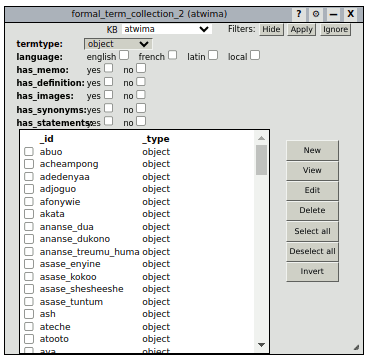 formal_term_collection_2 (atwima) ? ⚙ – X
KB atwima Filters: Hide Apply Ignore
termtype: object
language: english french latin local
has_memo: yes no
has_definition: yes no
has_images: yes no
has_synonyms: yes no
has_statements: yes no
_id _type
abuo object
acheampong object
adedenyaa object
adjoguo object
afonywie object
akata object
ananse_dua object
ananse_dukono object
ananse_treumu_huma object
asase_enyine object
asase_kokoo object
asase_shesheeshe object
asase_tuntum object
ash object
ateche object
atooto object
aya object
New
View
Edit
Delete
Select all
Deselect all
Invert